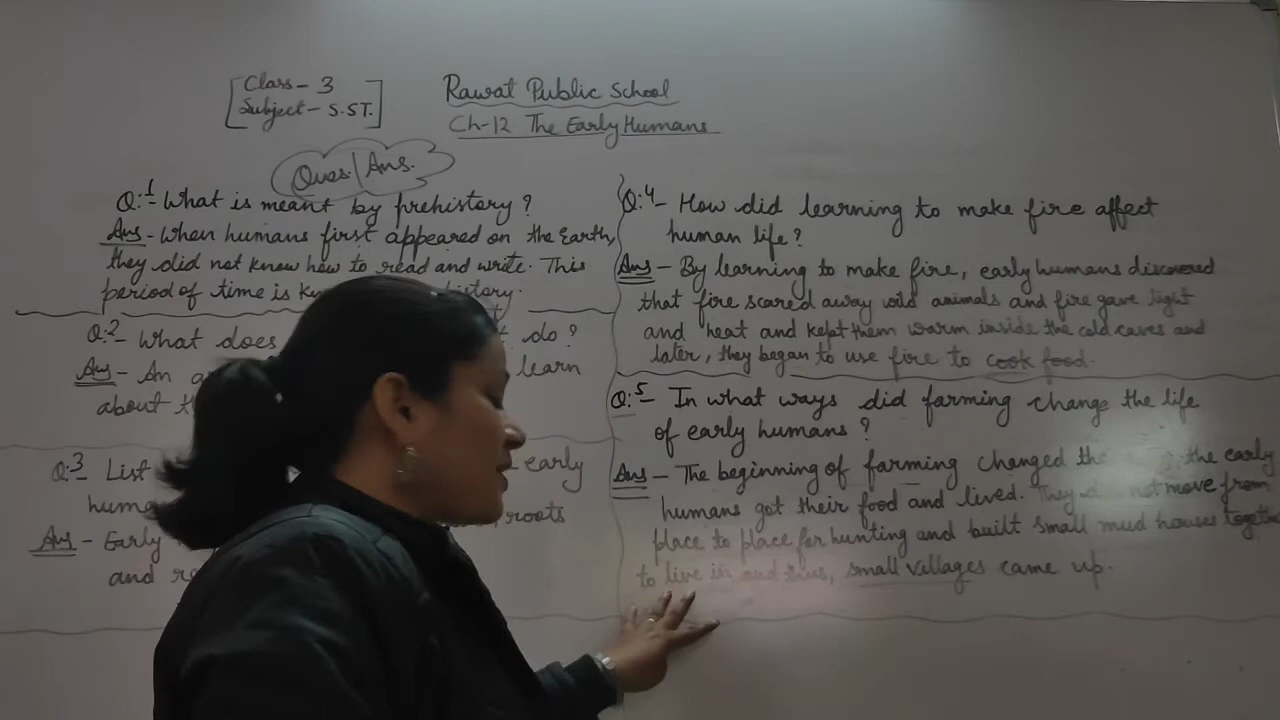 Class - 3
Subject - S.ST.
Rawat Public School
Ch-12 The Early Humans
Ques./Ans.
Q:1- What is meant by prehistory?
Ans - When humans first appeared on the Earth,
they did not know how to read and write. This
period of time is history.
Q:2- What does do?
Ans - An learn
about
Q:3 List early
roots
Ans - Early
and
Q:4- How did learning to make fire affect
human life?
Ans - By learning to make fire, early humans discovered
that fire scared away wild animals and fire gave light
and heat and kept them warm inside the cold caves and
later, they began to use fire to cook food.
Q:5- In what ways did farming change the life
of early humans?
Ans - The beginning of farming changed the early
humans got their food and lived. They not move from
place to place for hunting and built small mud houses
to live in and thus, small villages came up.